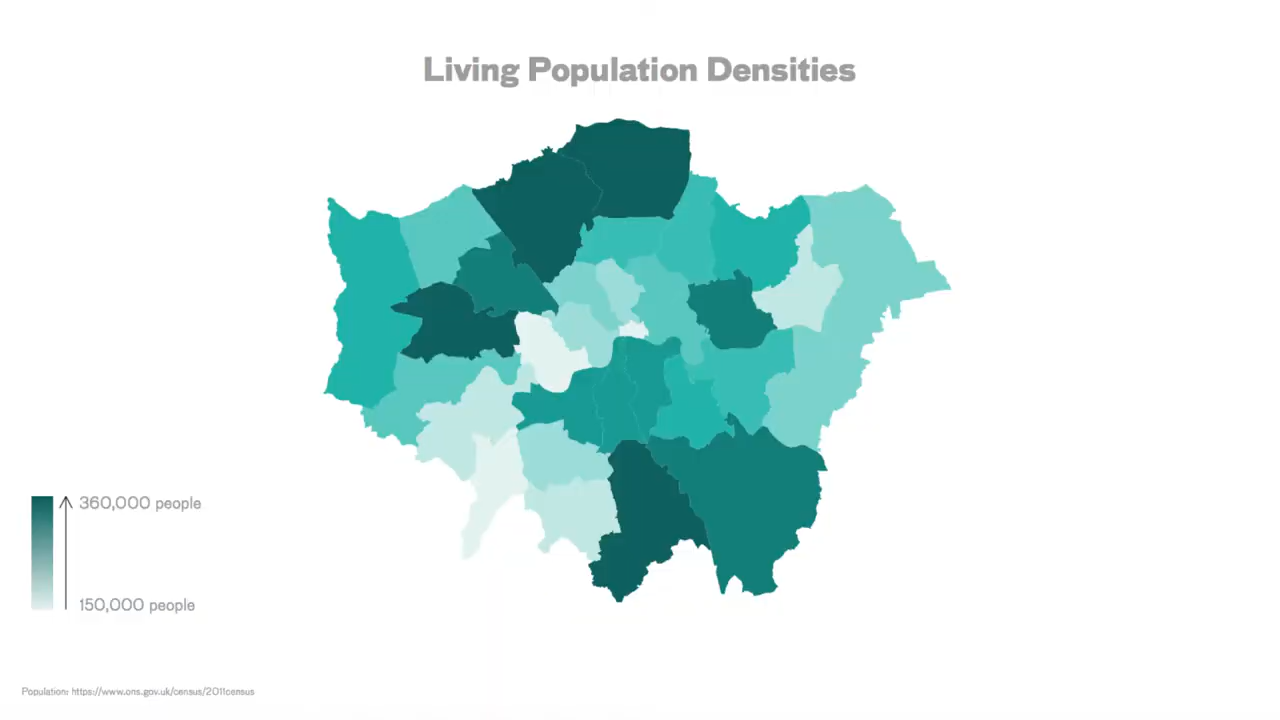 Living Population Densities
360,000 people
150,000 people
Population: https://www.ons.gov.uk/census/2011census